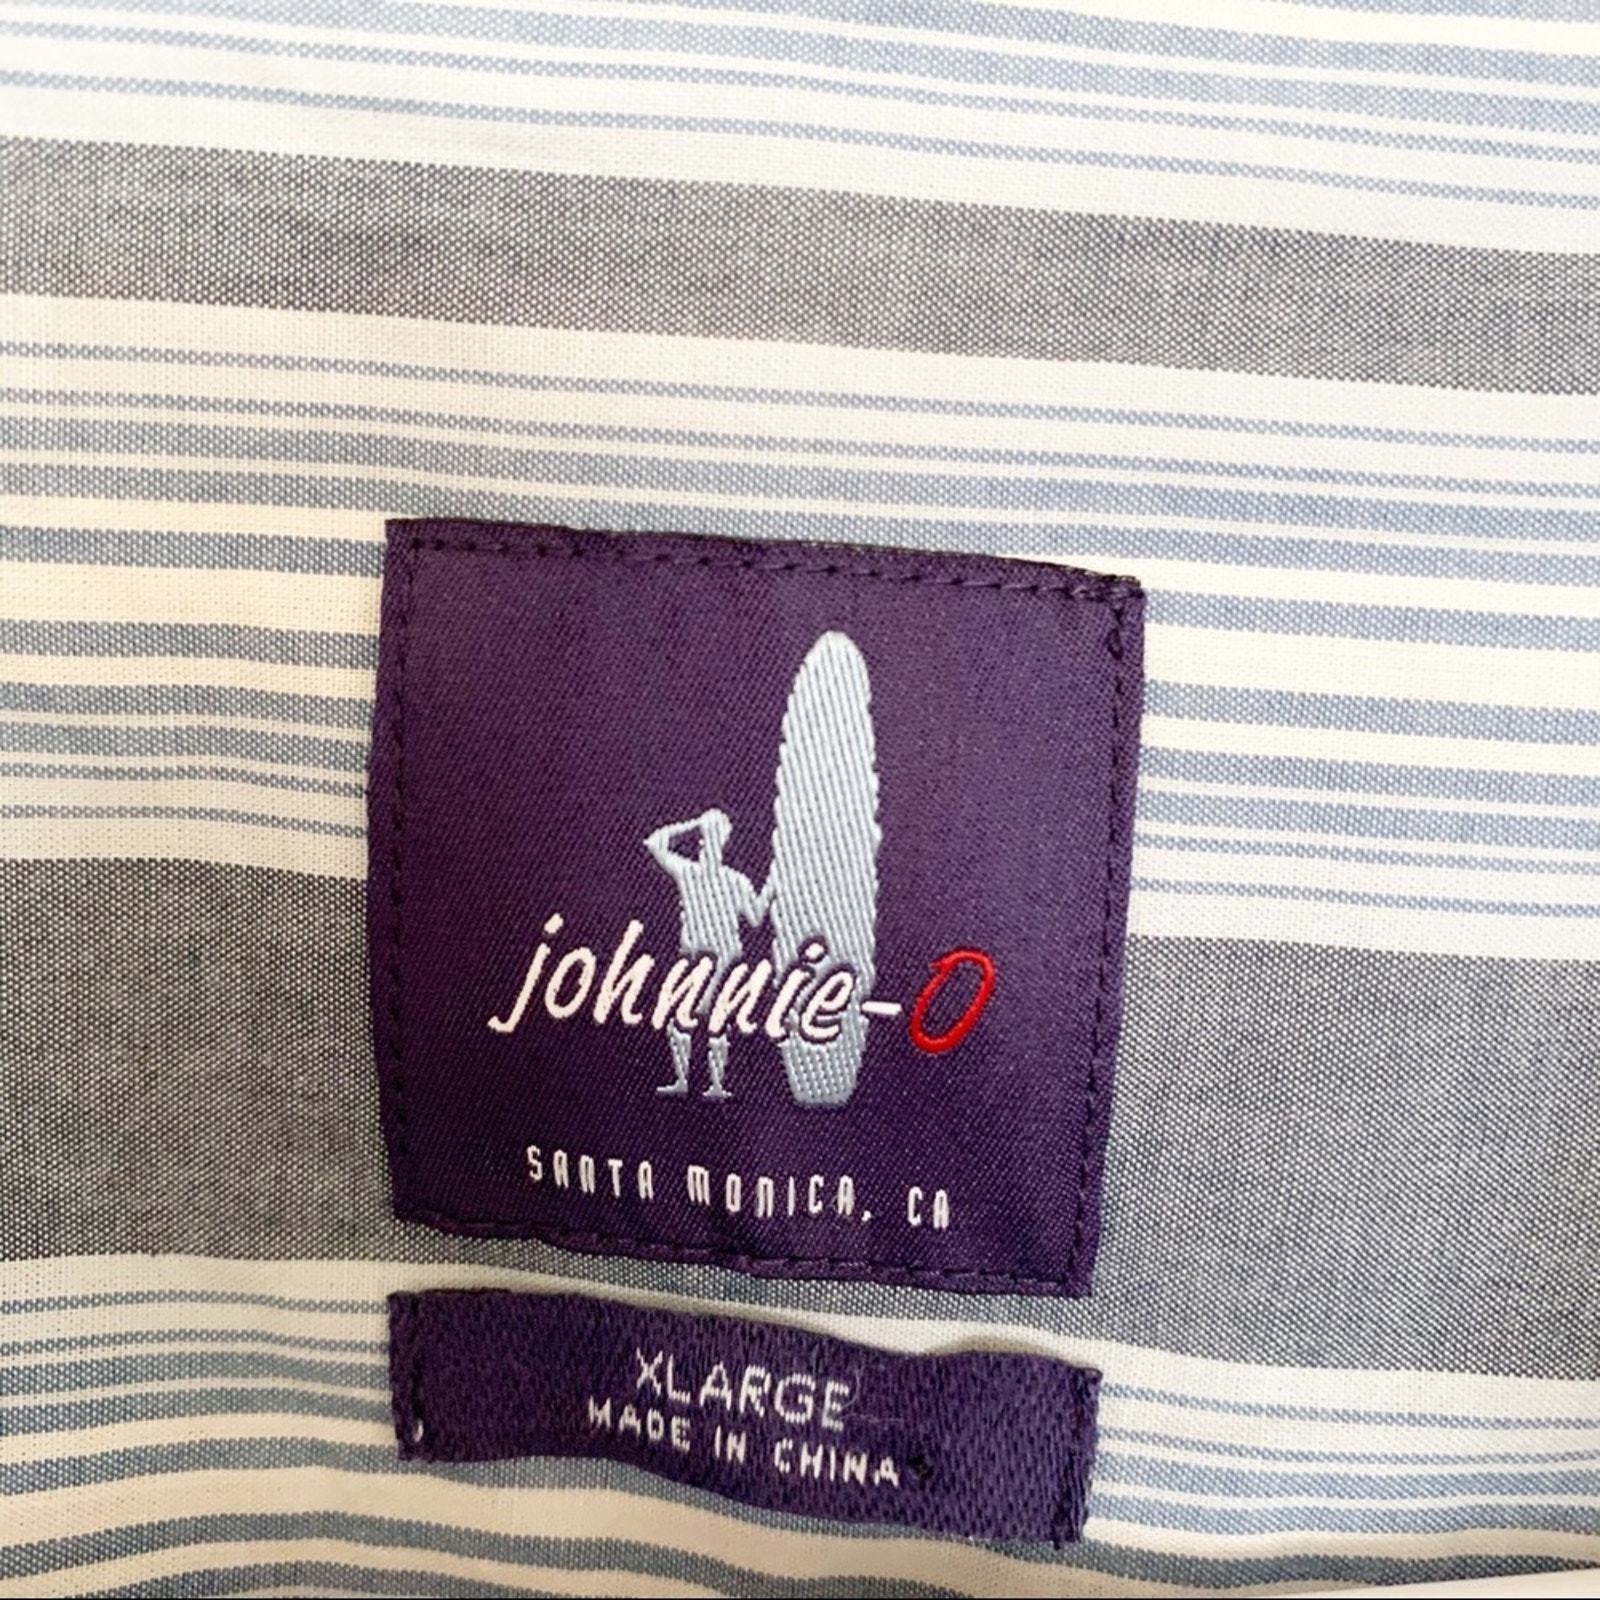 johnnie-O
SANTA MONICA, CA
XLARGE
MADE IN CHINA